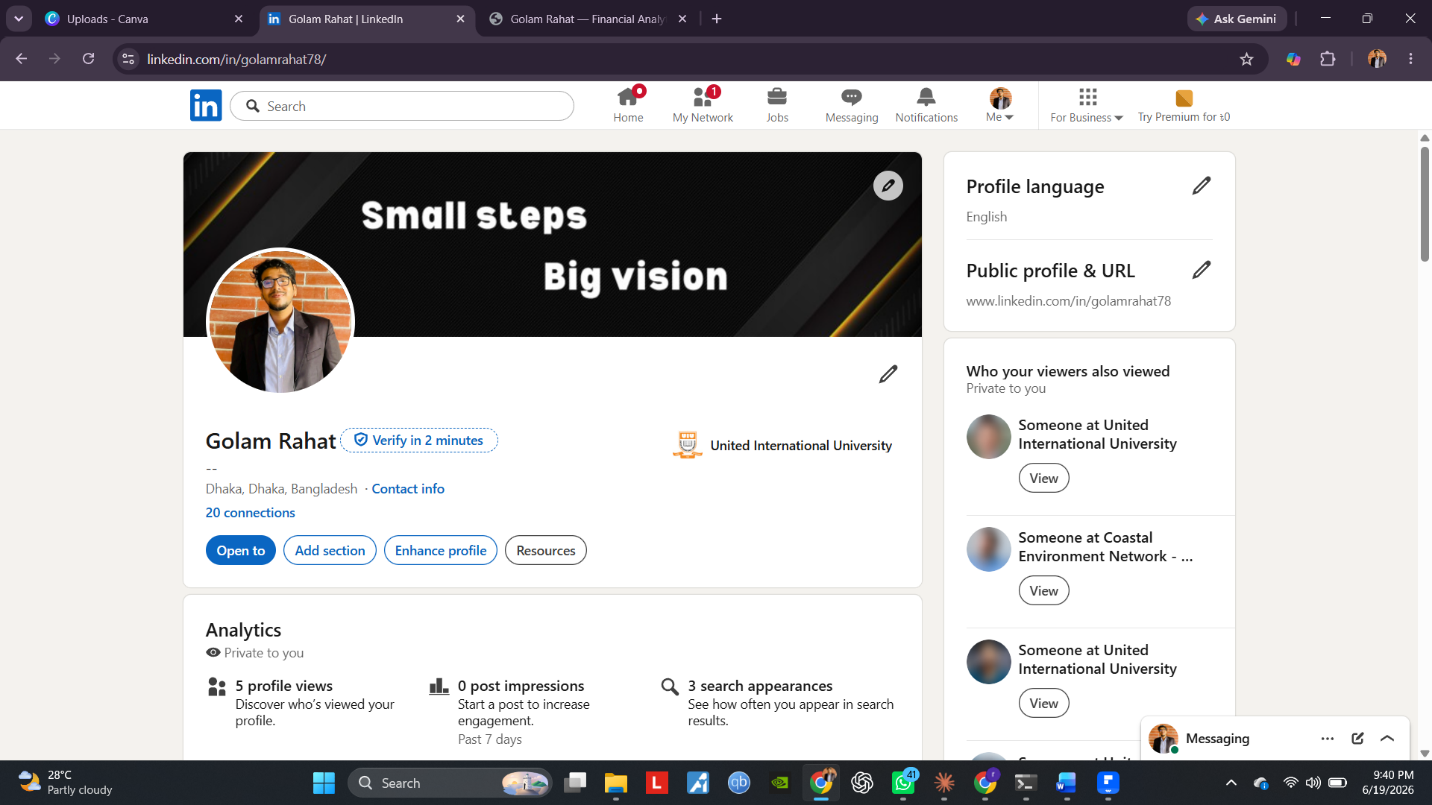 Uploads - Canva
Golam Rahat | LinkedIn
Golam Rahat — Financial Analy
Ask Gemini
linkedin.com/in/golamrahat78/
in
Search
Home
1
My Network
Jobs
Messaging
Notifications
Me
For Business
Try Premium for ৳0
Small steps
Big vision
Golam Rahat
Verify in 2 minutes
United International University
--
Dhaka, Dhaka, Bangladesh · Contact info
20 connections
Open to
Add section
Enhance profile
Resources
Analytics
Private to you
5 profile views
Discover who's viewed your
profile.
0 post impressions
Start a post to increase
engagement.
Past 7 days
3 search appearances
See how often you appear in search
results.
Profile language
English
Public profile & URL
www.linkedin.com/in/golamrahat78
Who your viewers also viewed
Private to you
Someone at United
International University
View
Someone at Coastal
Environment Network - ...
View
Someone at United
International University
View
Messaging
28°C
Partly cloudy
Search
L
qb
41
9:40 PM
6/19/2026